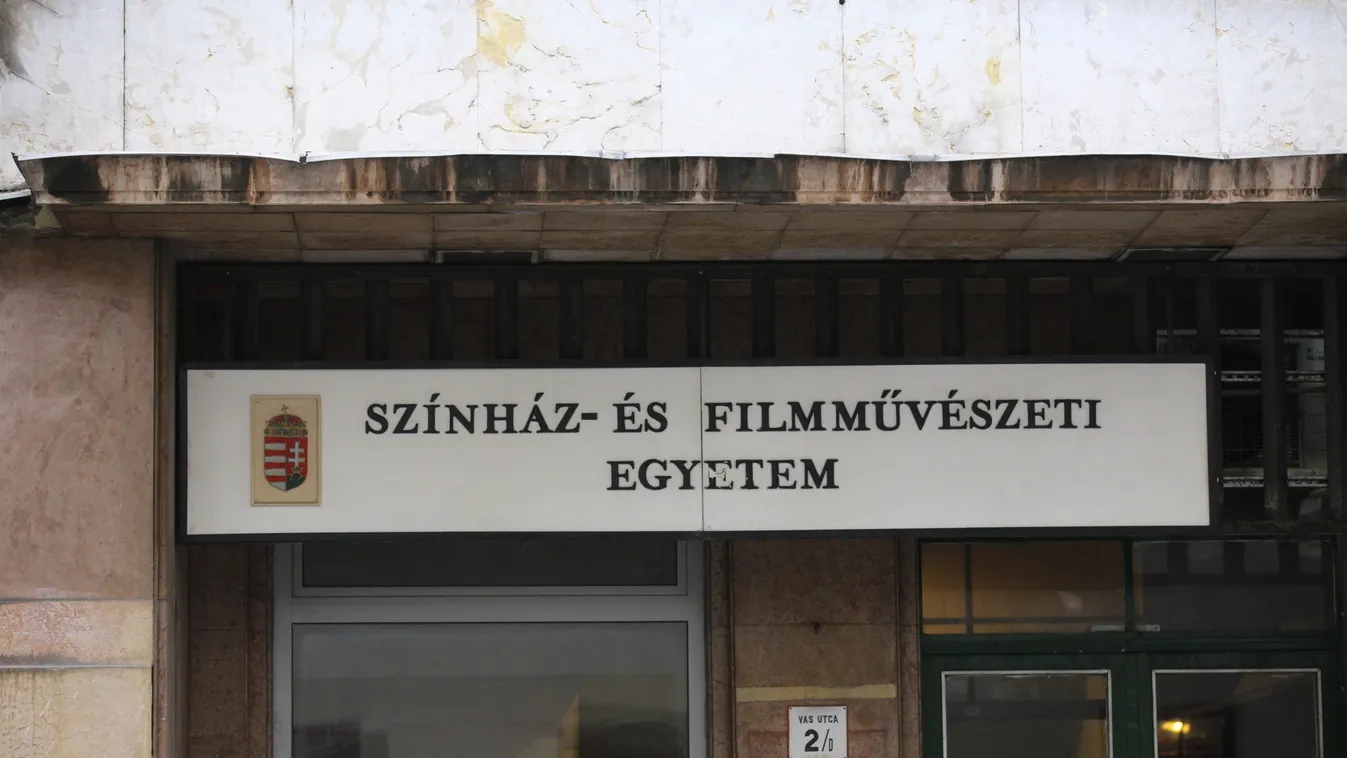 SZÍNHÁZ- ÉS FILMMŰVÉSZETI
EGYETEM
VAS UTCA
2/D